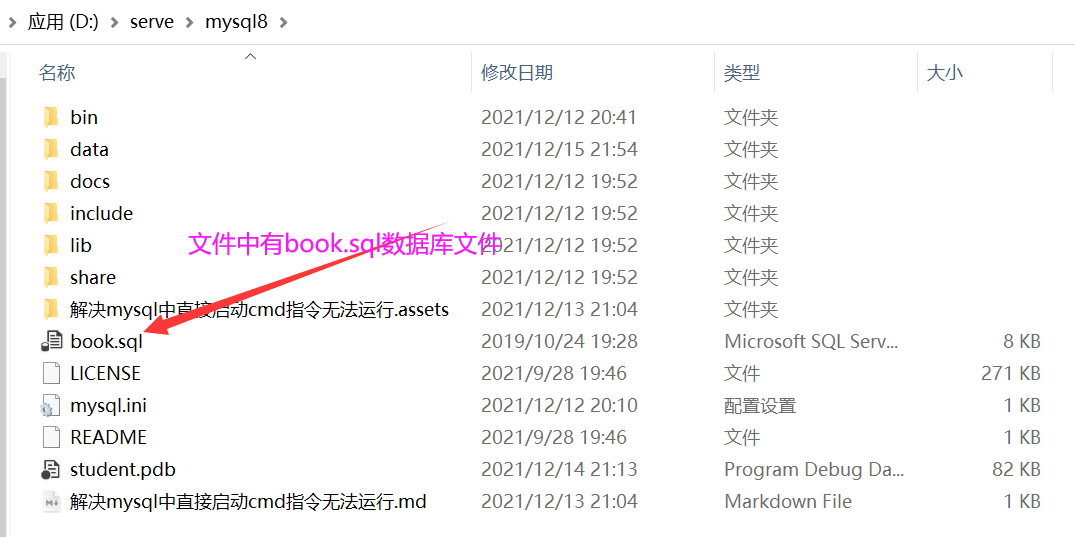 应用 (D:) > serve > mysql8 >
名称 修改日期 类型 大小
bin 2021/12/12 20:41 文件夹
data 2021/12/15 21:54 文件夹
docs 2021/12/12 19:52 文件夹
include 2021/12/12 19:52 文件夹
lib 2021/12/12 19:52 文件夹
文件中有book.sql数据库文件
share 2021/12/12 19:52 文件夹
解决mysql中直接启动cmd指令无法运行.assets 2021/12/13 21:04 文件夹
book.sql 2019/10/24 19:28 Microsoft SQL Serv... 8 KB
LICENSE 2021/9/28 19:46 文件 271 KB
mysql.ini 2021/12/12 20:10 配置设置 1 KB
README 2021/9/28 19:46 文件 1 KB
student.pdb 2021/12/14 21:13 Program Debug Da... 82 KB
解决mysql中直接启动cmd指令无法运行.md 2021/12/13 21:04 Markdown File 1 KB